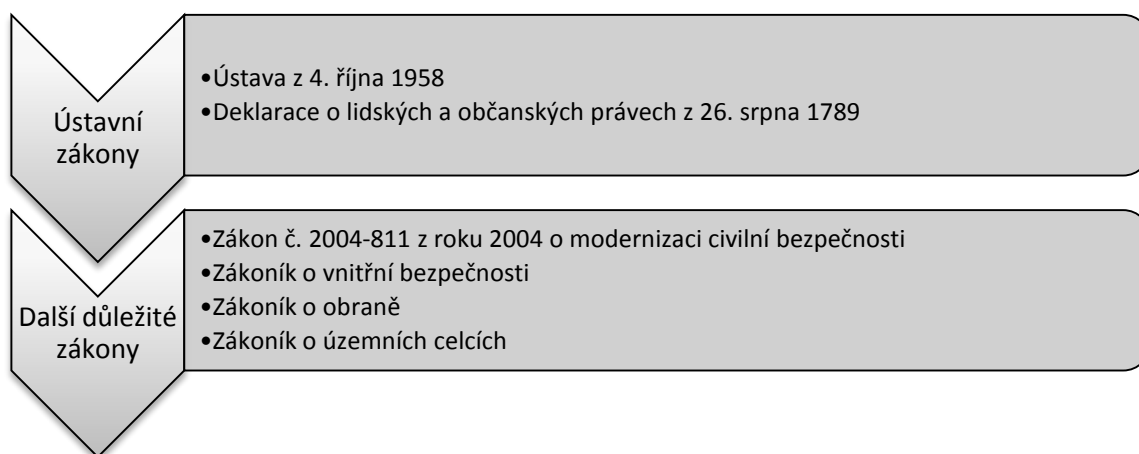 Ústavní
zákony
•Ústava z 4. října 1958
•Deklarace o lidských a občanských právech z 26. srpna 1789
Další důležité
zákony
•Zákon č. 2004-811 z roku 2004 o modernizaci civilní bezpečnosti
•Zákoník o vnitřní bezpečnosti
•Zákoník o obraně
•Zákoník o územních celcích